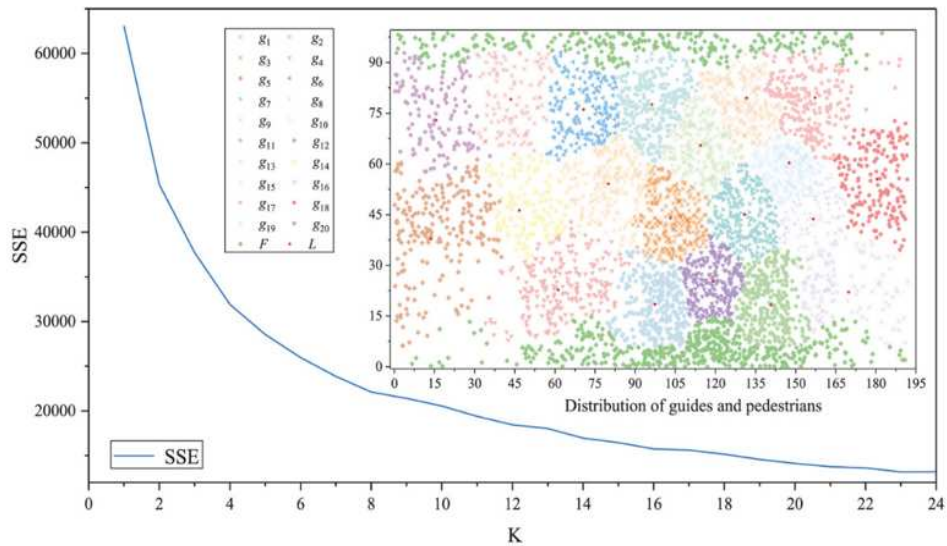 60000
50000
40000
30000
20000
SSE
0 2 4 6 8 10 12 14 16 18 20 22 24
K
SSE
g1 g2
g3 g4
g5 g6
g7 g8
g9 g10
g11 g12
g13 g14
g15 g16
g17 g18
g19 g20
F L
90
75
60
45
30
15
0
0 15 30 45 60 75 90 105 120 135 150 165 180 195
Distribution of guides and pedestrians